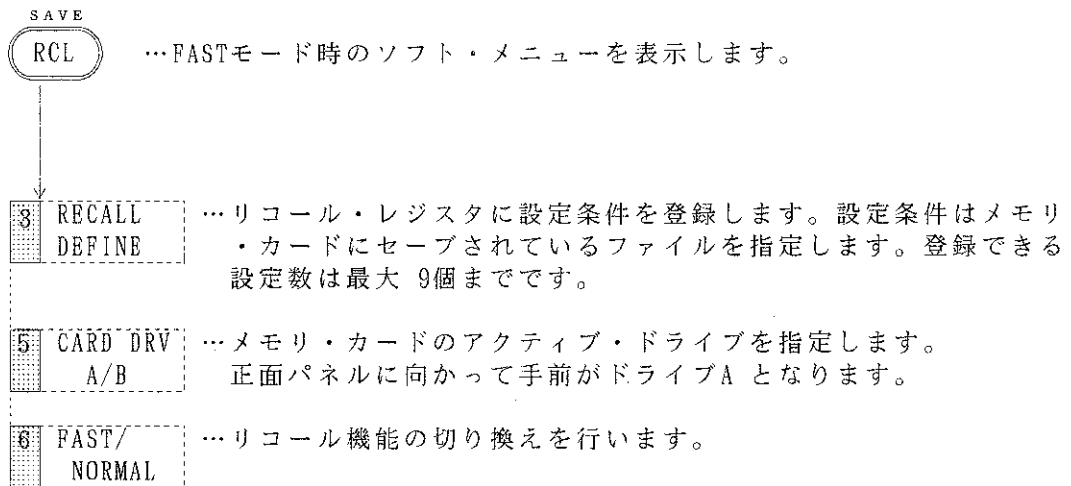 SAVE
RCL …FASTモード時のソフト・メニューを表示します。
3 RECALL …リコール・レジスタに設定条件を登録します。設定条件はメモリ
DEFINE ・カードにセーブされているファイルを指定します。登録できる
設定数は最大 9個までです。
5 CARD DRV …メモリ・カードのアクティブ・ドライブを指定します。
A/B 正面パネルに向かって手前がドライブA となります。
6 FAST/ …リコール機能の切り換えを行います。
NORMAL